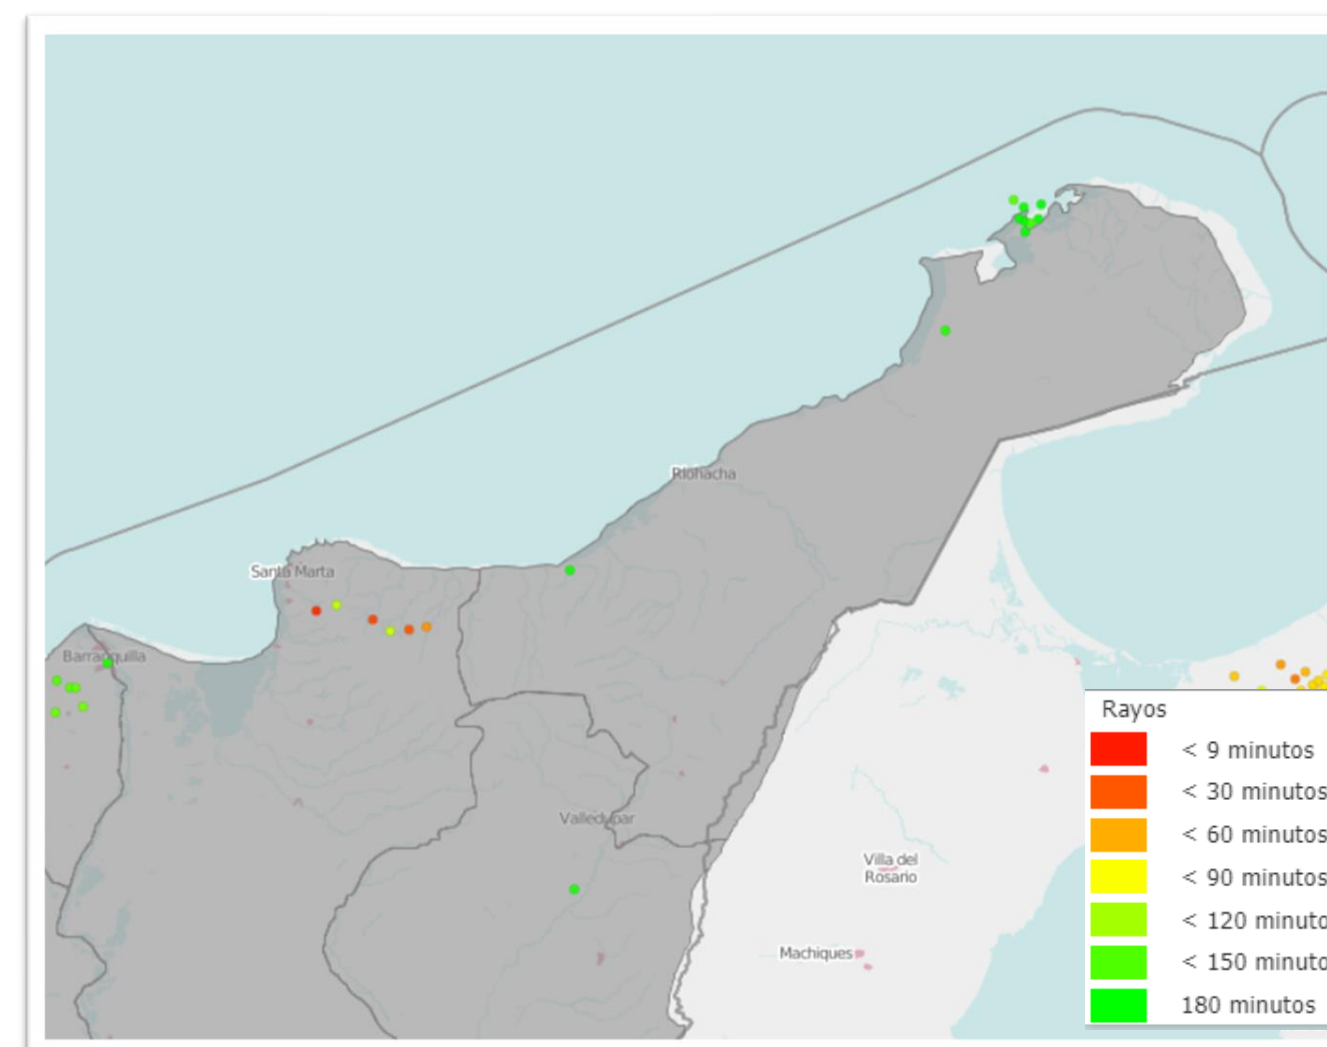 Riohacha
Santa Marta
Barranquilla
Valledupar
Villa del
Rosario
Machiques
Rayos
< 9 minutos
< 30 minutos
< 60 minutos
< 90 minutos
< 120 minuto
< 150 minuto
180 minutos